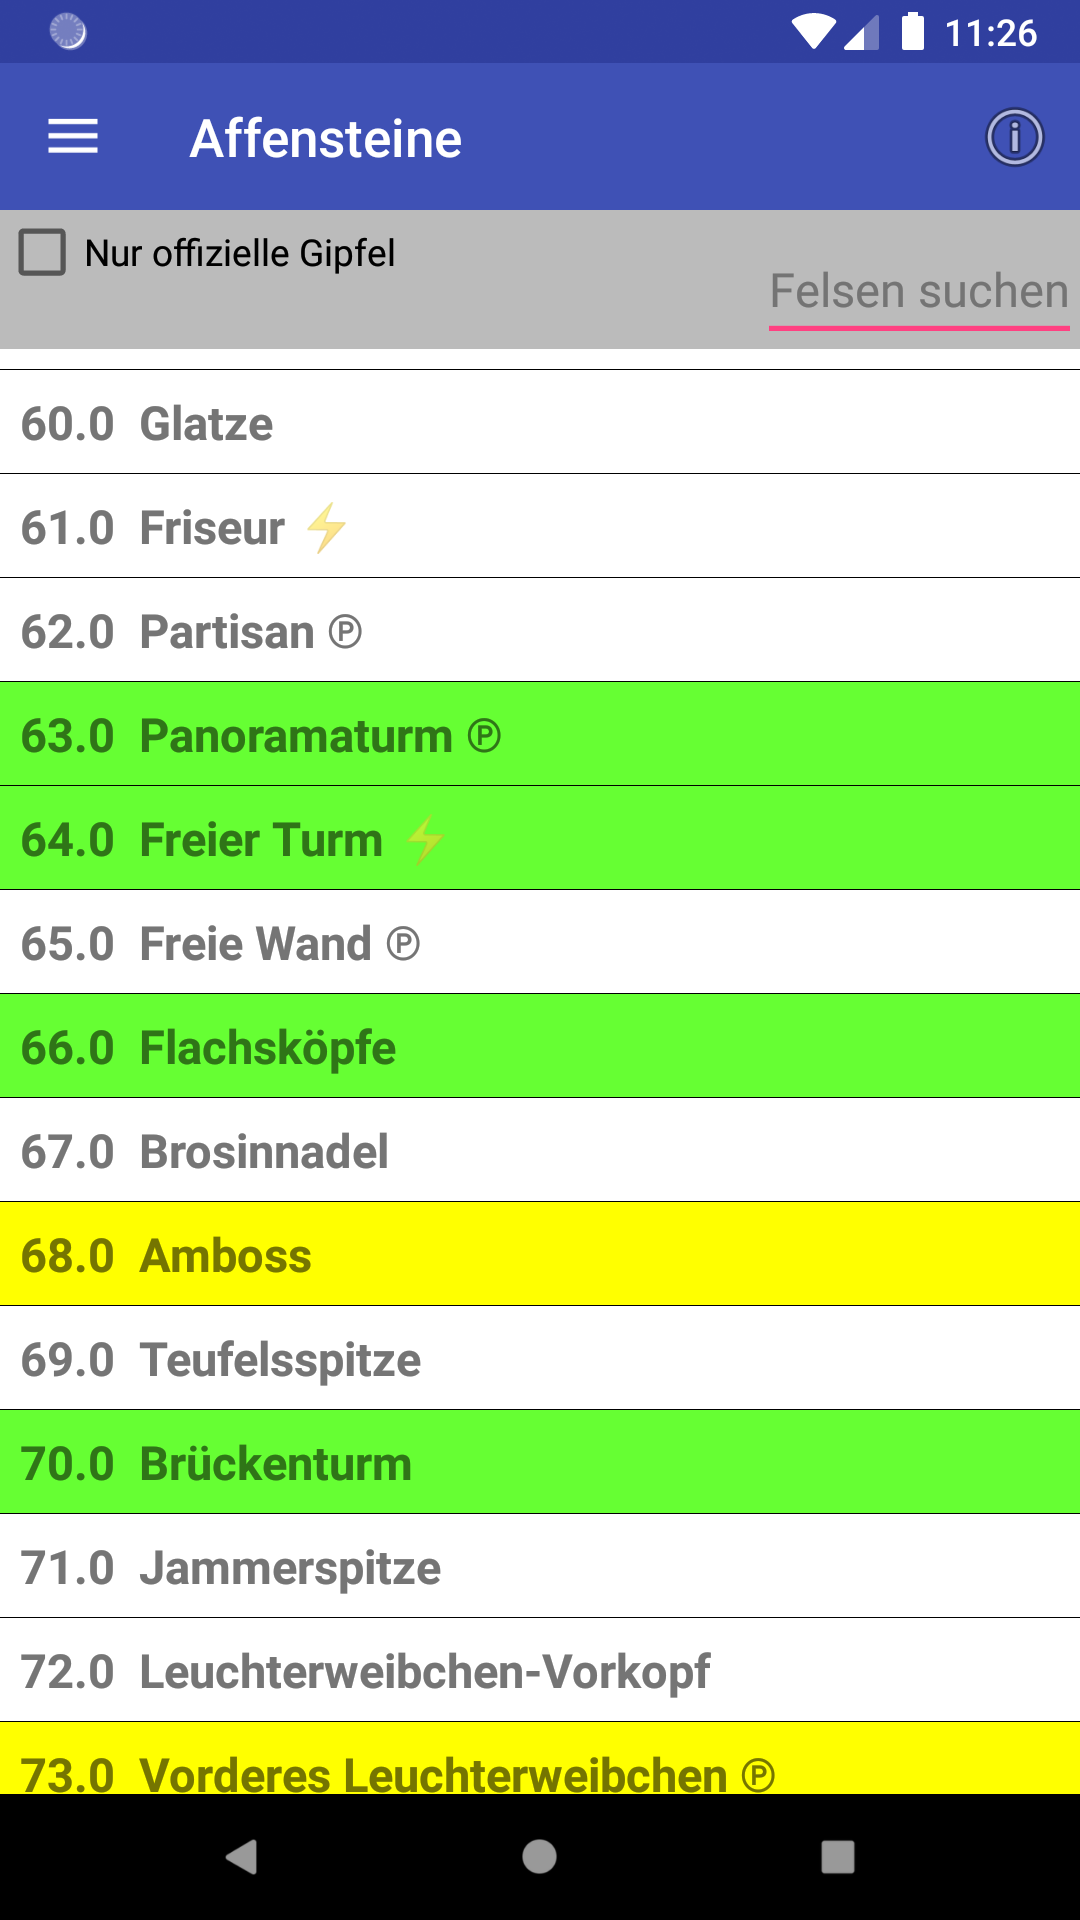 11:26
Affensteine
Nur offizielle Gipfel
Felsen suchen
60.0 Glatze
61.0 Friseur ⚡
62.0 Partisan Ⓟ
63.0 Panoramaturm Ⓟ
64.0 Freier Turm ⚡
65.0 Freie Wand Ⓟ
66.0 Flachsköpfe
67.0 Brosinnadel
68.0 Amboss
69.0 Teufelsspitze
70.0 Brückenturm
71.0 Jammerspitze
72.0 Leuchterweibchen-Vorkopf
73.0 Vorderes Leuchterweibchen Ⓟ